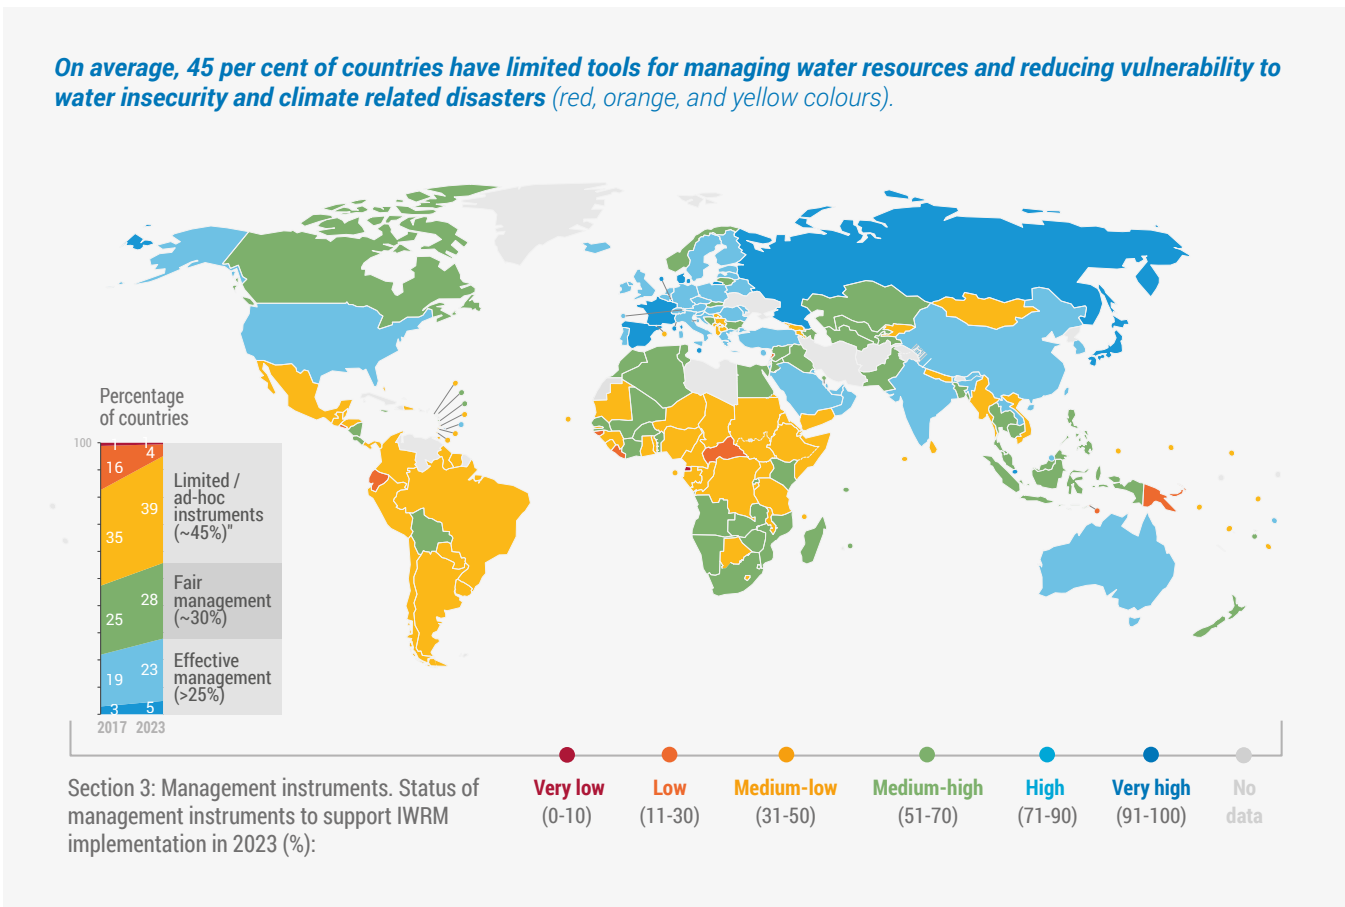 On average, 45 per cent of countries have limited tools for managing water resources and reducing vulnerability to
water insecurity and climate related disasters (red, orange, and yellow colours).
Percentage
of countries
100
1
4
16
39
35
28
25
23
19
5
3
2017
2023
Limited /
ad-hoc
instruments
(~45%)"
Fair
management
(~30%)
Effective
management
(>25%)
Section 3: Management instruments. Status of
management instruments to support IWRM
implementation in 2023 (%):
Very low
(0-10)
Low
(11-30)
Medium-low
(31-50)
Medium-high
(51-70)
High
(71-90)
Very high
(91-100)
No
data